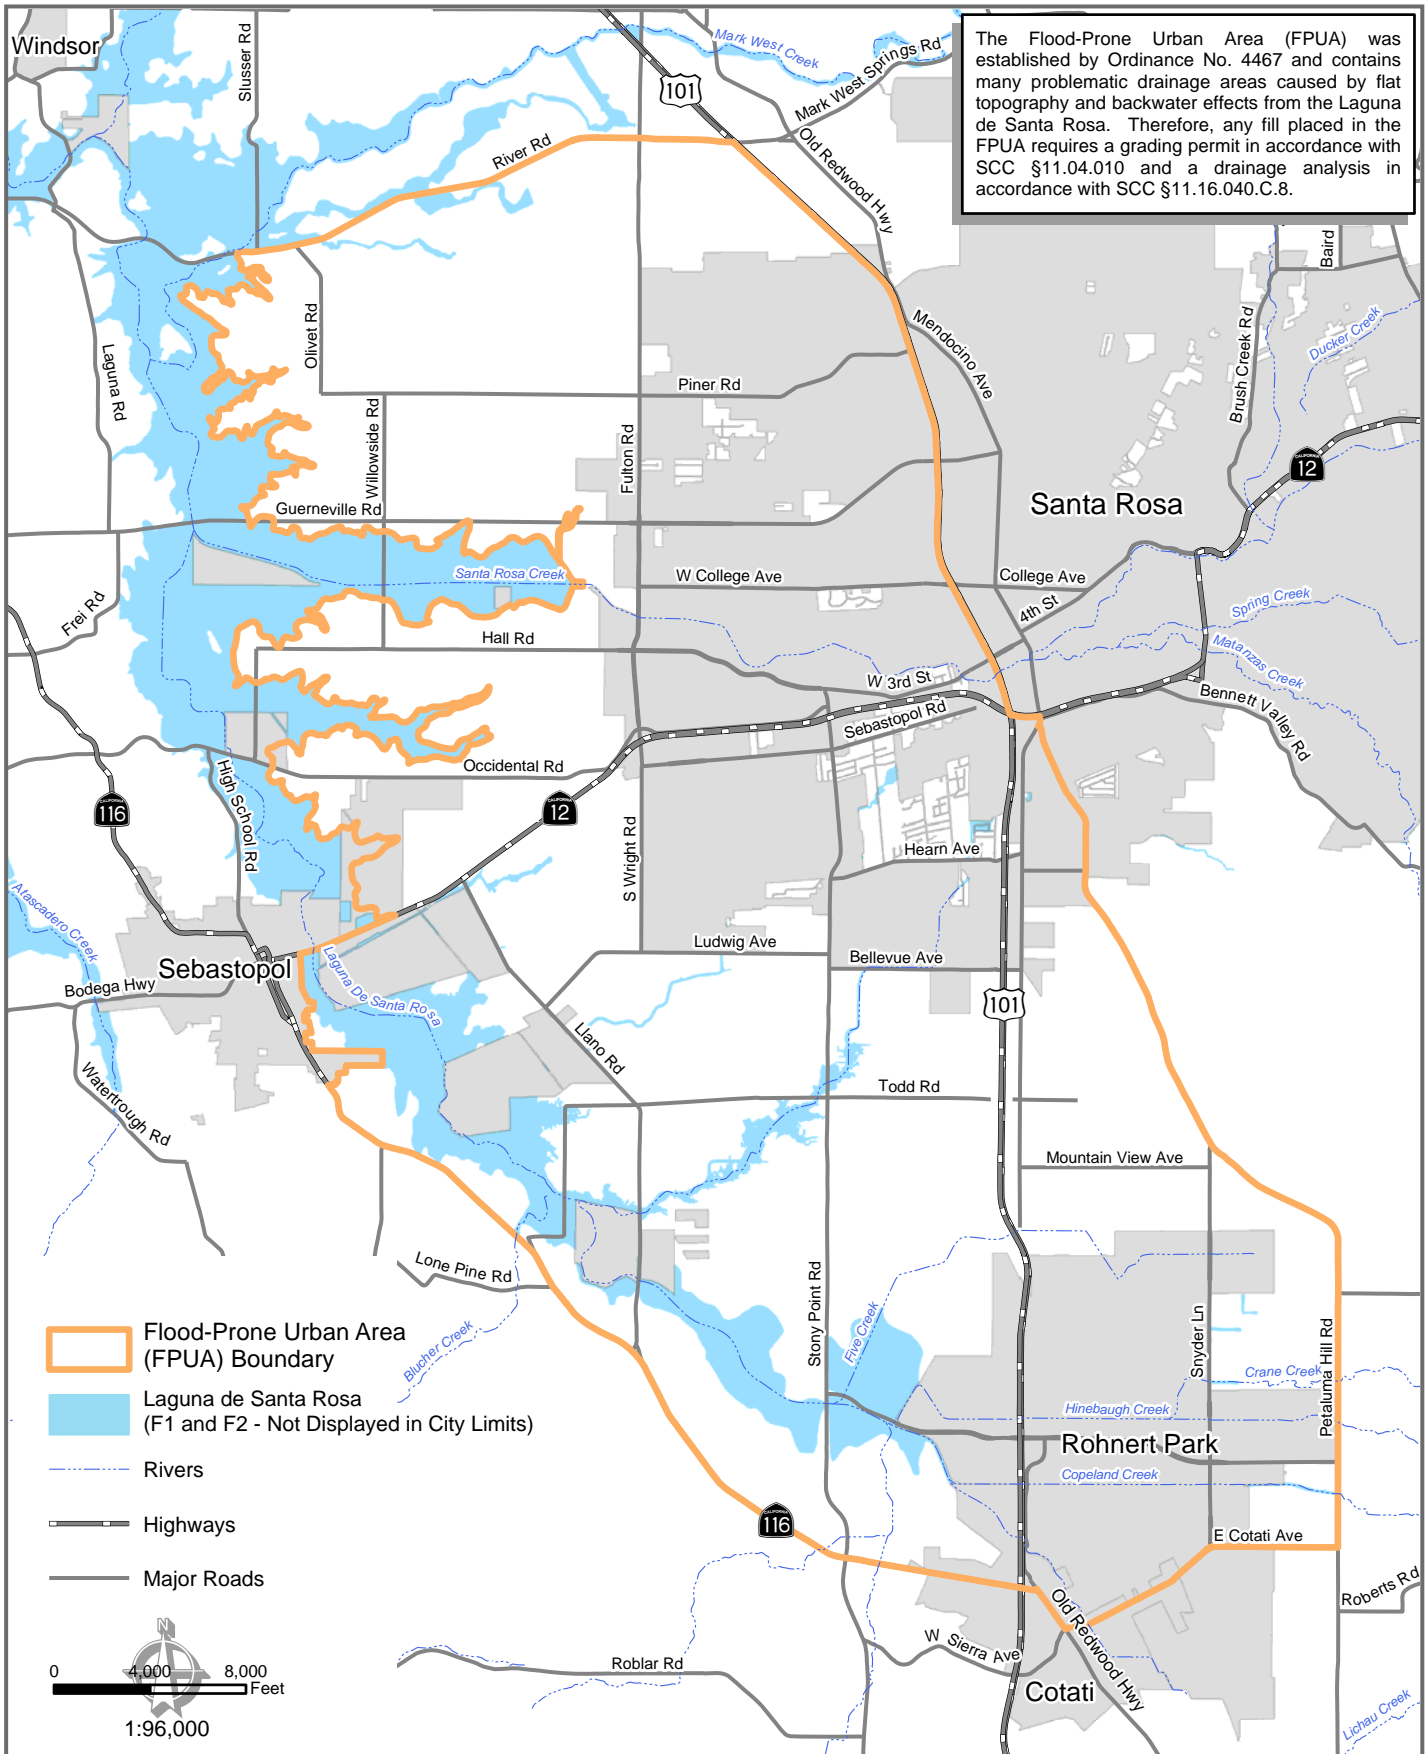 Windsor
Slusser Rd
Mark West Creek
Mark West Springs Rd
101
The Flood-Prone Urban Area (FPUA) was
established by Ordinance No. 4467 and contains
many problematic drainage areas caused by flat
topography and backwater effects from the Laguna
de Santa Rosa. Therefore, any fill placed in the
FPUA requires a grading permit in accordance with
SCC §11.04.010 and a drainage analysis in
accordance with SCC §11.16.040.C.8.
River Rd
Old Redwood Hwy
Baird
Olivet Rd
Laguna Rd
Mendocino Ave
Brush Creek Rd
Ducker Creek
Piner Rd
Willowside Rd
Fulton Rd
CALIFORNIA
12
Santa Rosa
Guerneville Rd
Santa Rosa Creek
W College Ave
College Ave
4th St
Spring Creek
Frei Rd
Hall Rd
Matanzas Creek
W 3rd St
Bennett Valley Rd
Sebastopol Rd
Occidental Rd
High School Rd
CALIFORNIA
116
CALIFORNIA
12
S Wright Rd
Hearn Ave
Atascadero Creek
Ludwig Ave
Bellevue Ave
Sebastopol
Laguna De Santa Rosa
Bodega Hwy
101
Llano Rd
Watertrough Rd
Todd Rd
Mountain View Ave
Lone Pine Rd
Stony Point Rd
Five Creek
Snyder Ln
Petaluma Hill Rd
Blucher Creek
Crane Creek
Hinebaugh Creek
Rohnert Park
Copeland Creek
CALIFORNIA
116
E Cotati Ave
Old Redwood Hwy
Roberts Rd
W Sierra Ave
Roblar Rd
Cotati
Lichau Creek
Flood-Prone Urban Area
(FPUA) Boundary
Laguna de Santa Rosa
(F1 and F2 - Not Displayed in City Limits)
Rivers
Highways
Major Roads
N
0 4,000 8,000
Feet
1:96,000